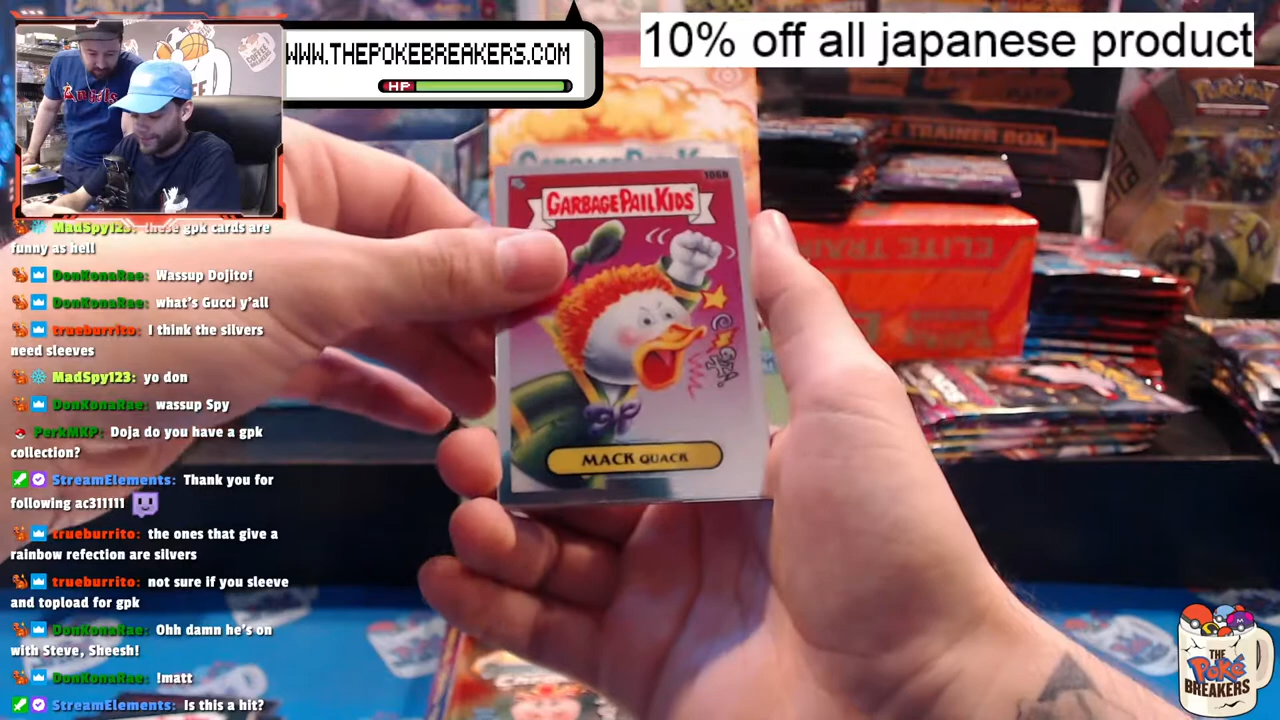 WWW.THEPOKEBREAKERS.COM
HP
10% off all japanese product
Angels
POKÉMON
E TRAINER BOX
ELITE TRAI
106b
GARBAGE PAIL KIDS
MACK QUACK
MadSpy123: these gpk cards are
funny as hell
DonKonaRae: Wassup Dojito!
DonKonaRae: what's Gucci y'all
trueburrito: I think the silvers
need sleeves
MadSpy123: yo don
DonKonaRae: wassup Spy
PerkMKP: Doja do you have a gpk
collection?
StreamElements: Thank you for
following ac311111
trueburrito: the ones that give a
rainbow refection are silvers
trueburrito: not sure if you sleeve
and topload for gpk
DonKonaRae: Ohh damn he's on
with Steve, Sheesh!
DonKonaRae: !matt
StreamElements: Is this a hit?
THE
Poké
BREAKERS